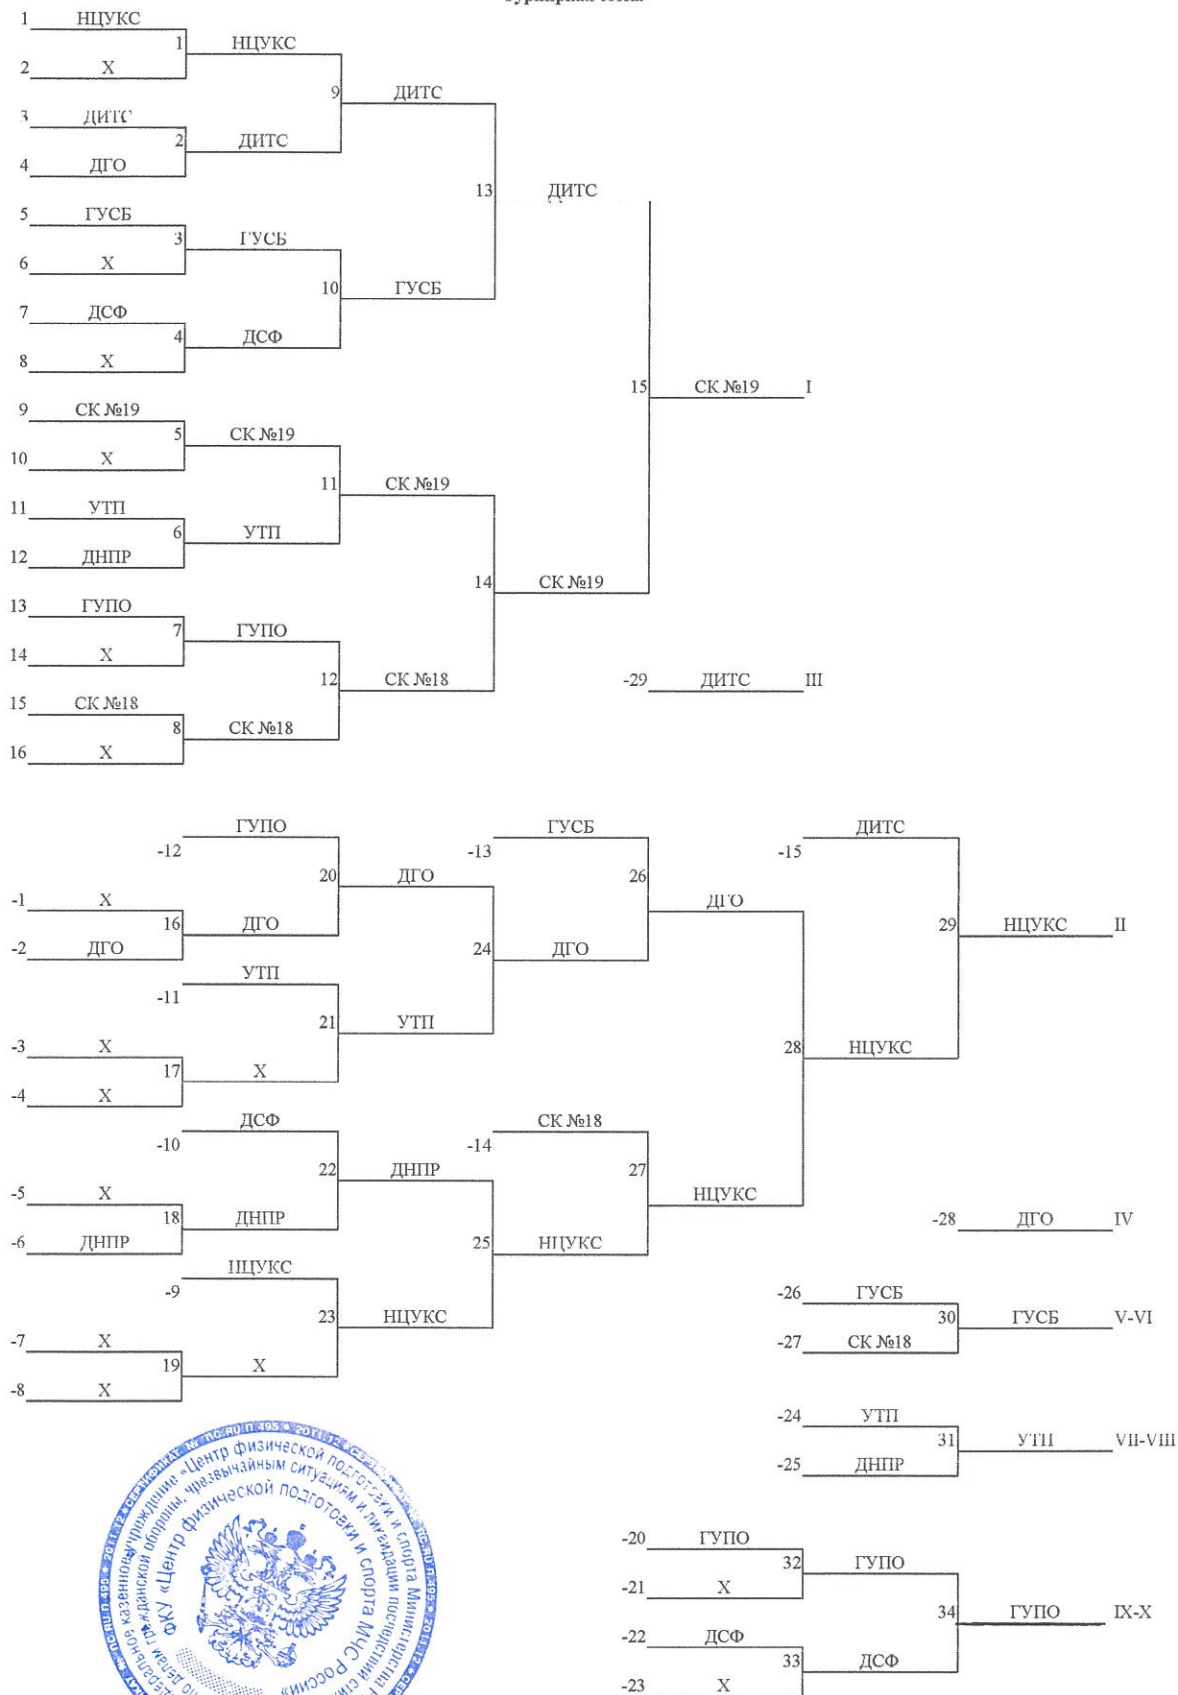 1 НЦУКС
1 НЦУКС
2 X
9 ДИТС
3 ДИТС
2 ДИТС
4 ДГО
13 ДИТС
5 ГУСБ
3 ГУСБ
6 X
10 ГУСБ
7 ДСФ
4 ДСФ
8 X
15 СК №19 I
9 СК №19
5 СК №19
10 X
11 СК №19
11 УТП
6 УТП
12 ДНПР
14 СК №19
13 ГУПО
7 ГУПО
14 X
12 СК №18
-29 ДИТС III
15 СК №18
8 СК №18
16 X
ГУПО ГУСБ ДИТС
-12 -13 -15
20 ДГО 26
-1 X
ДГО
16 ДГО 29 НЦУКС II
-2 ДГО
24 ДГО
УТП
-11
21 УТП
-3 X
28 НЦУКС
17 X
-4 X
ДСФ СК №18
-10 -14
22 ДНПР 27
-5 X
НЦУКС
18 ДНПР -28 ДГО IV
-6 ДНПР
25 НЦУКС
НЦУКС
-9 -26 ГУСБ
23 НЦУКС 30 ГУСБ V-VI
-7 X -27 СК №18
19 X
-8 X
-24 УТП
31 УТП VII-VIII
-25 ДНПР
-20 ГУПО
32 ГУПО
-21 X
34 ГУПО IX-X
-22 ДСФ
33 ДСФ
-23 X
ФКУ «Центр физической подготовки и спорта МЧС России»